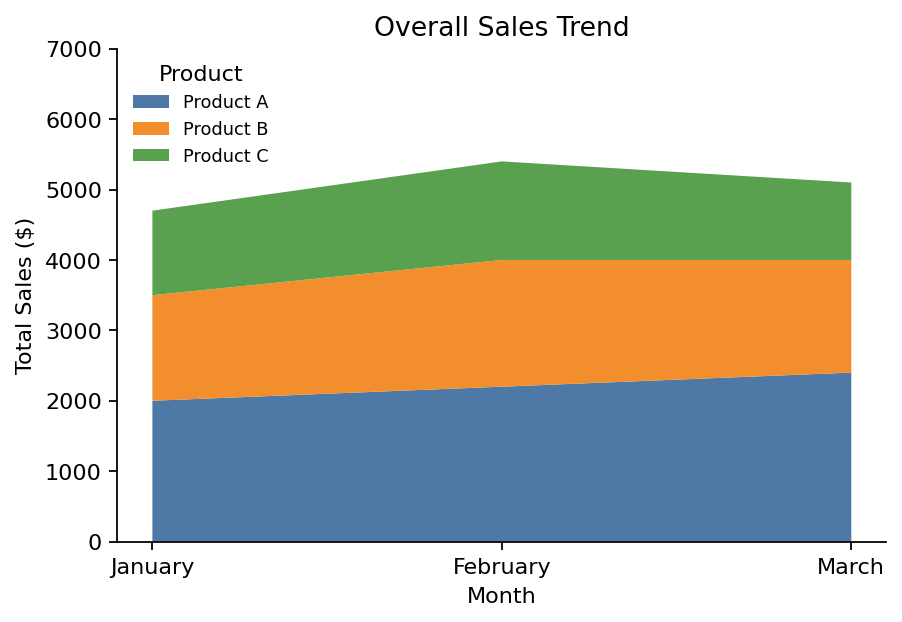 Overall Sales Trend
7000
6000
5000
4000
3000
2000
1000
0
Total Sales ($)
Product
Product A
Product B
Product C
January February March
Month